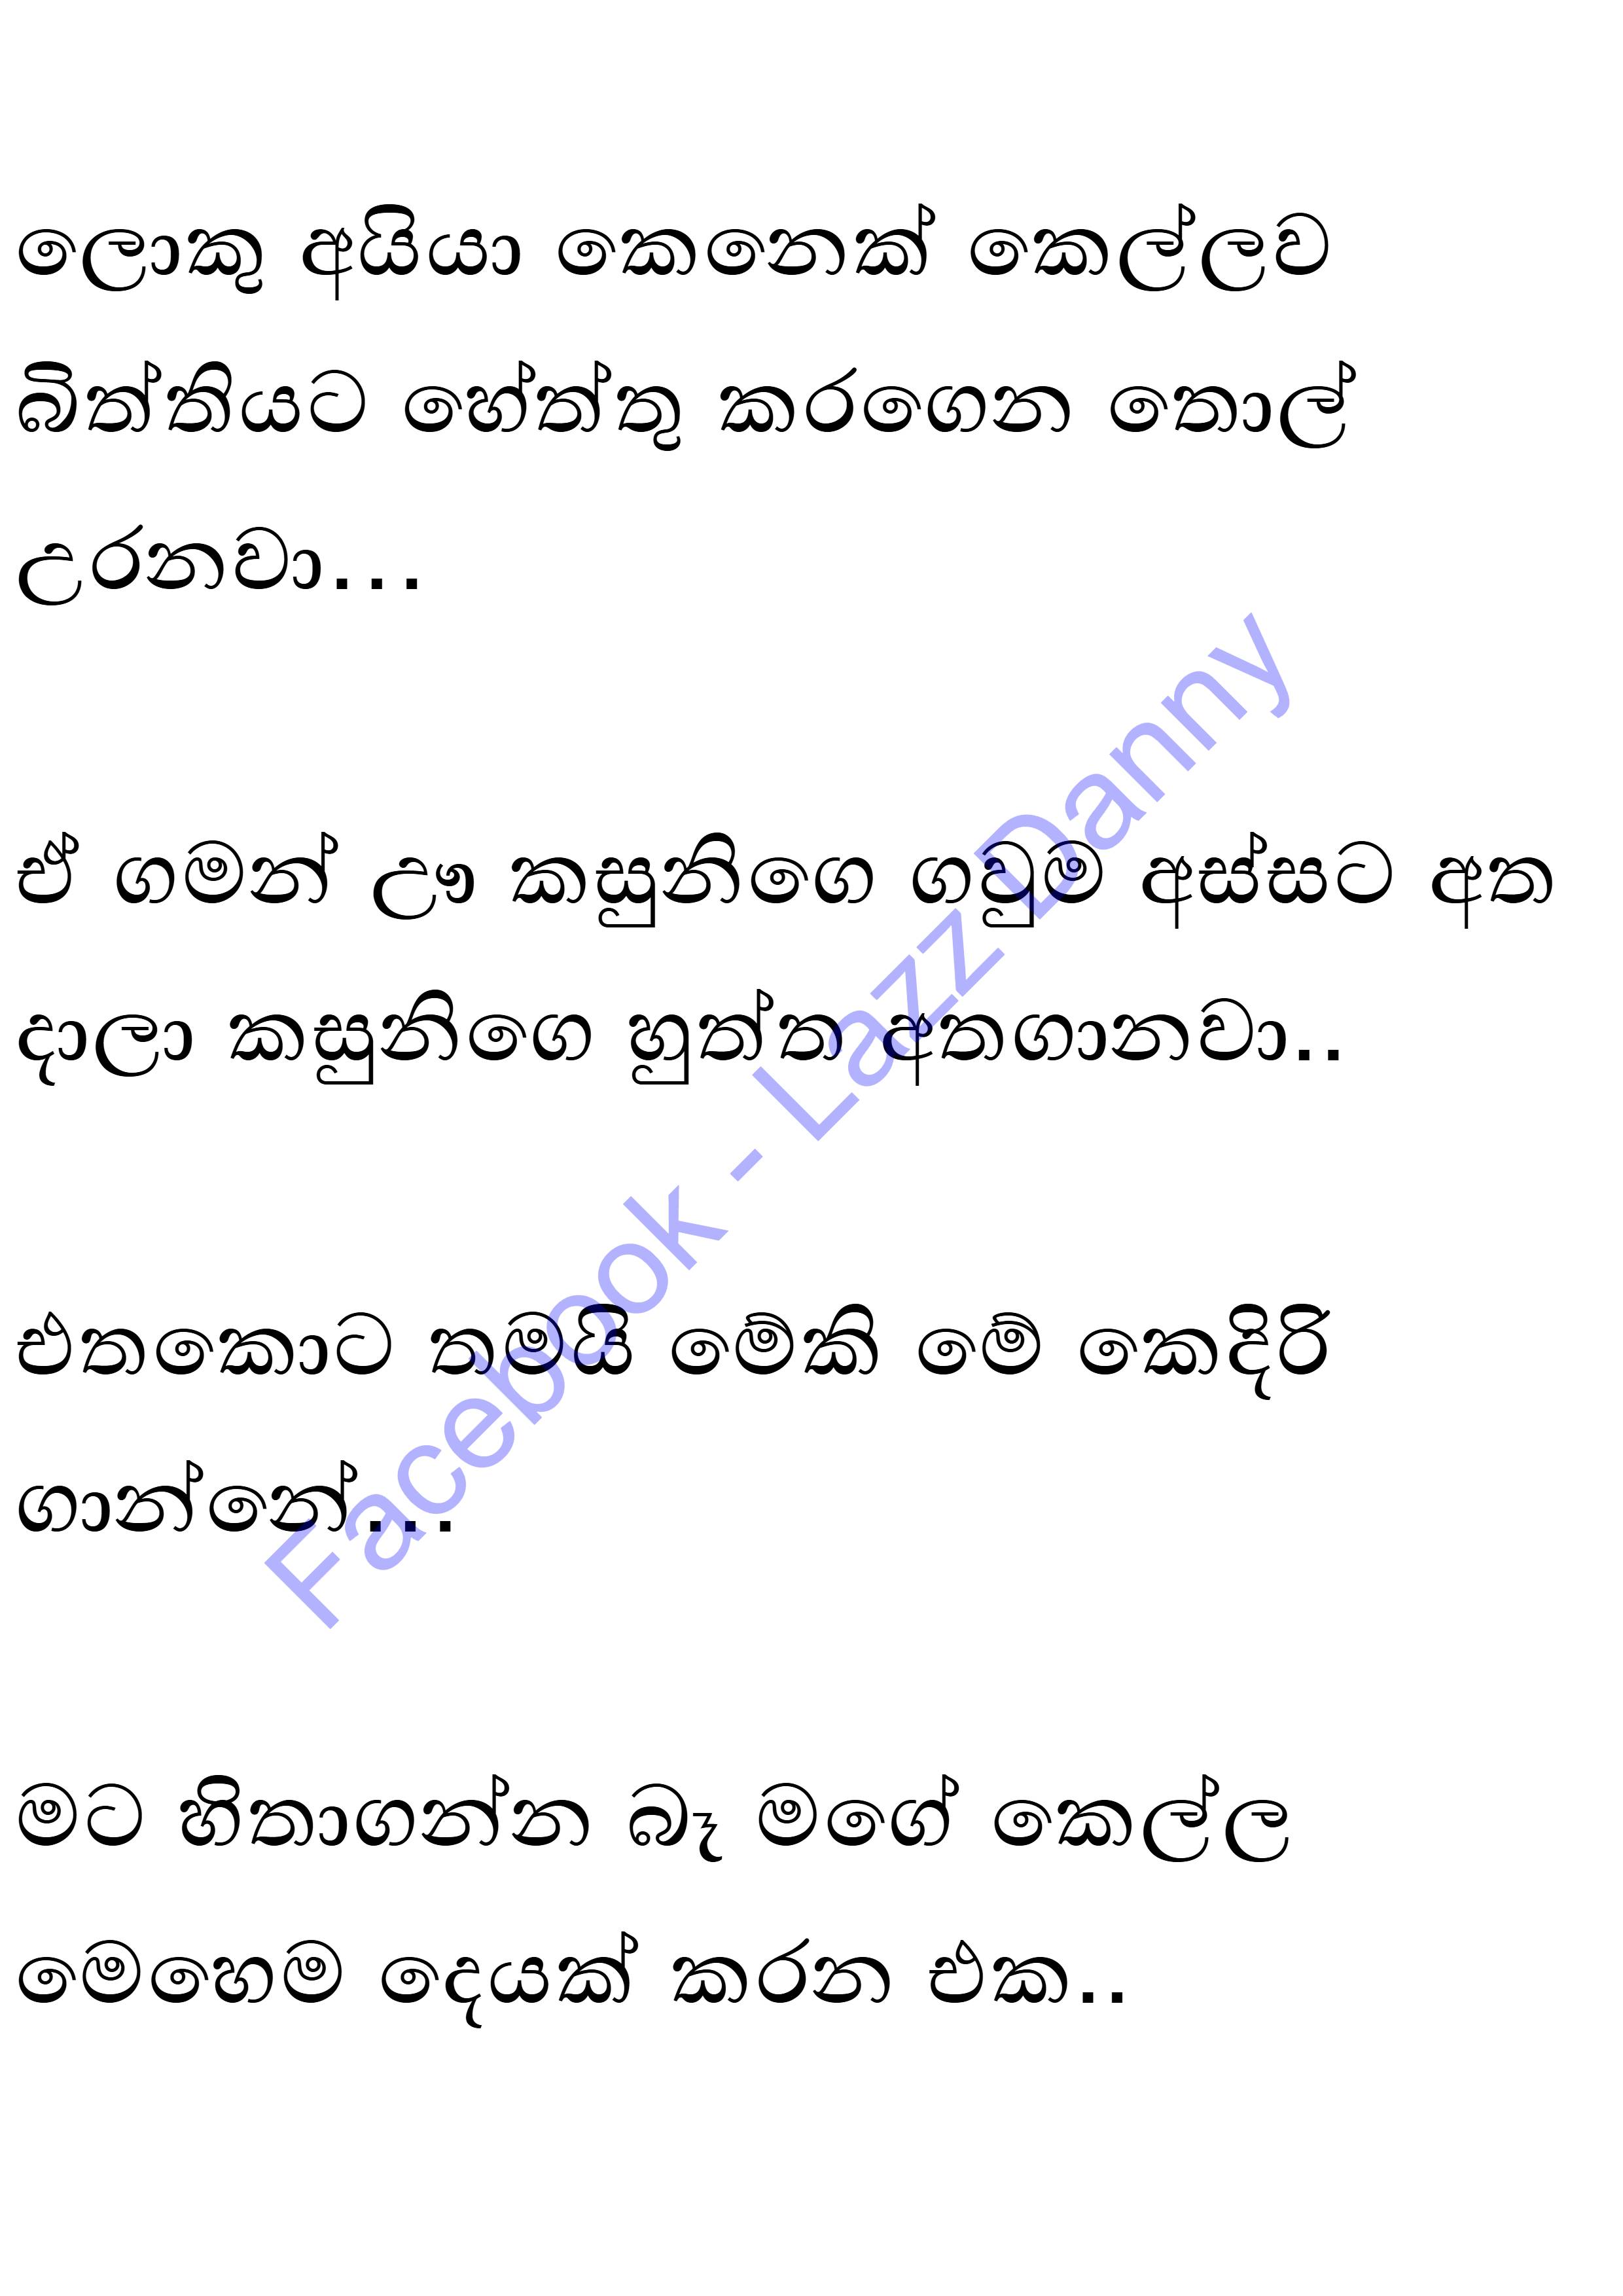 ලොකු අයියා කෙනෙක් කෙල්ලව
බිත්තියට හේත්තු කරගෙන තොල්
උරනවා...
ඒ ගමන් ඌ කසුනිගෙ ගවුම අස්සට අත
දාලා කසුනිගෙ හුත්ත අතගානවා..
එතකොට තමයි මේකි මේ කෙදිරි
ගාන්නේ...
මට හිතාගන්න බෑ මගේ කෙල්ල
මෙහෙම දෙයක් කරන එක..
Facebook - Lazz Danny